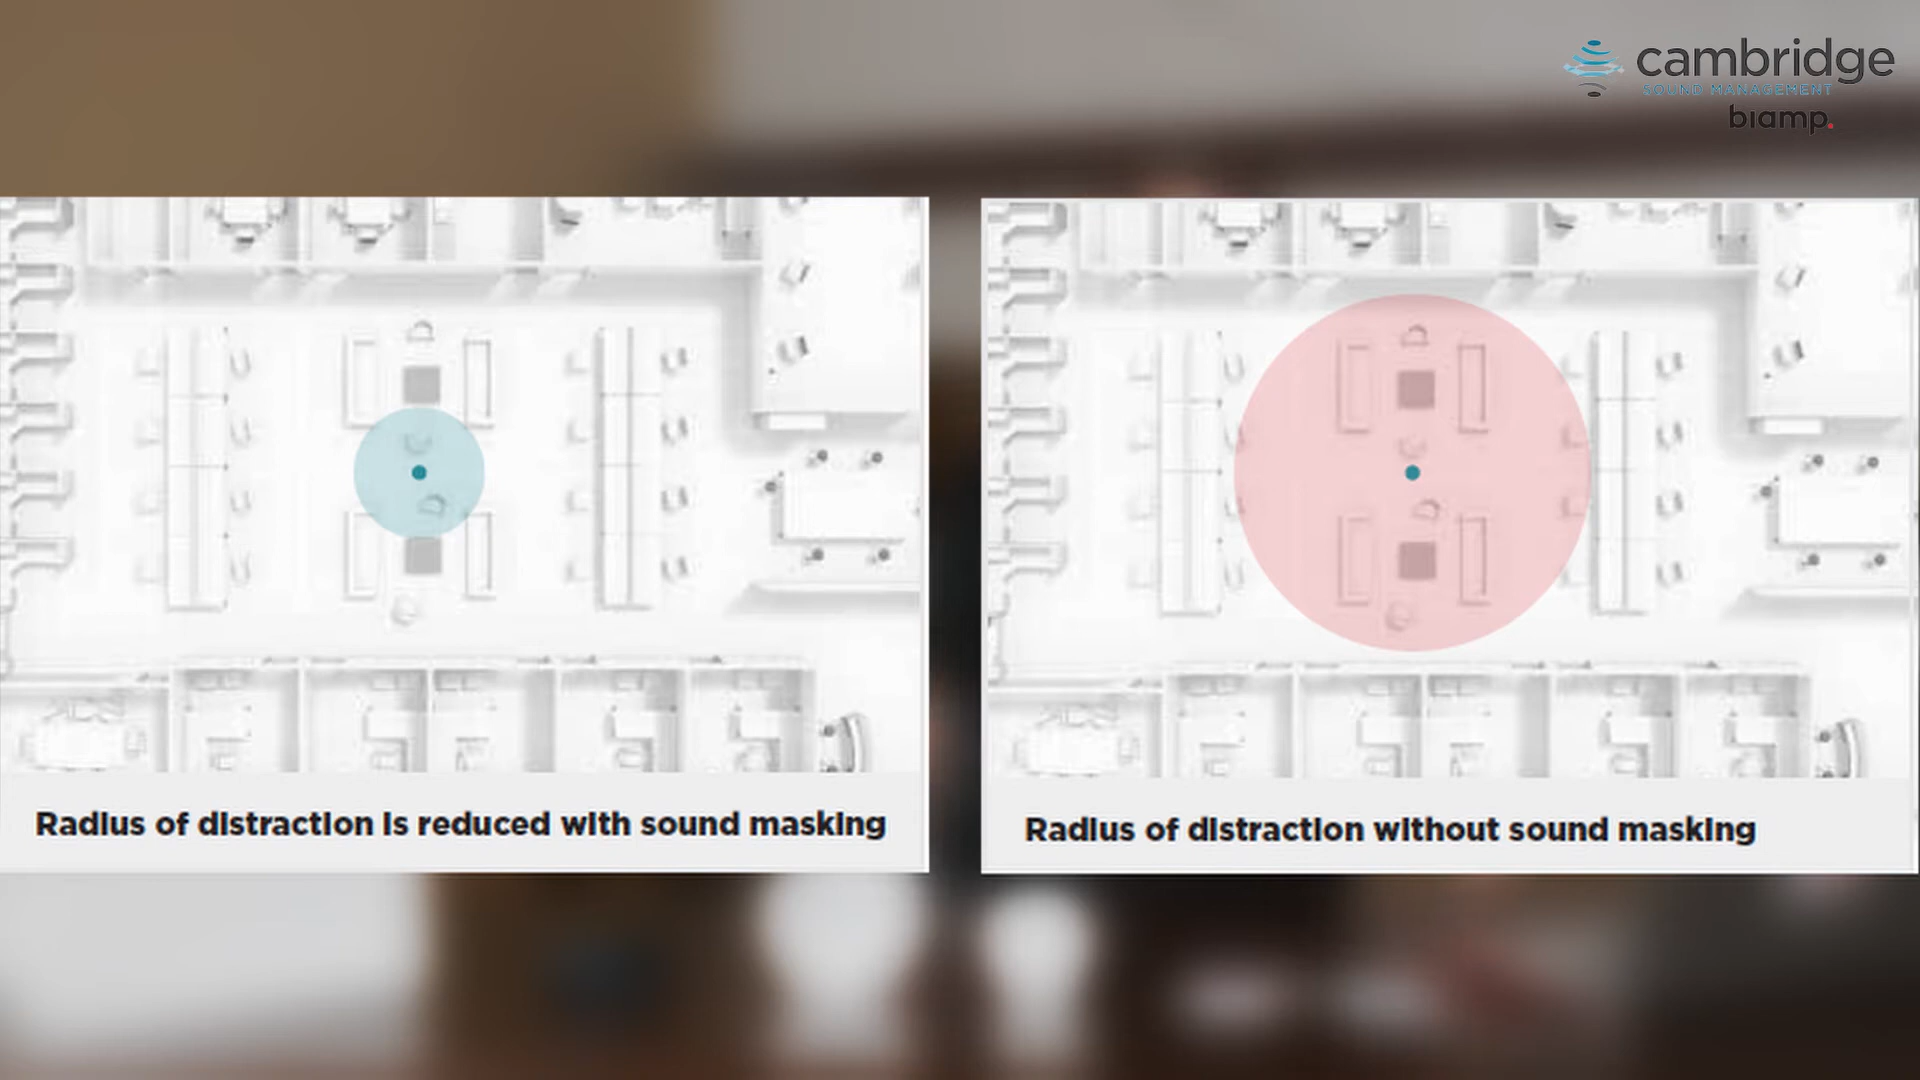 cambridge
SOUND MANAGEMENT
biamp.
Radius of distraction is reduced with sound masking
Radius of distraction without sound masking